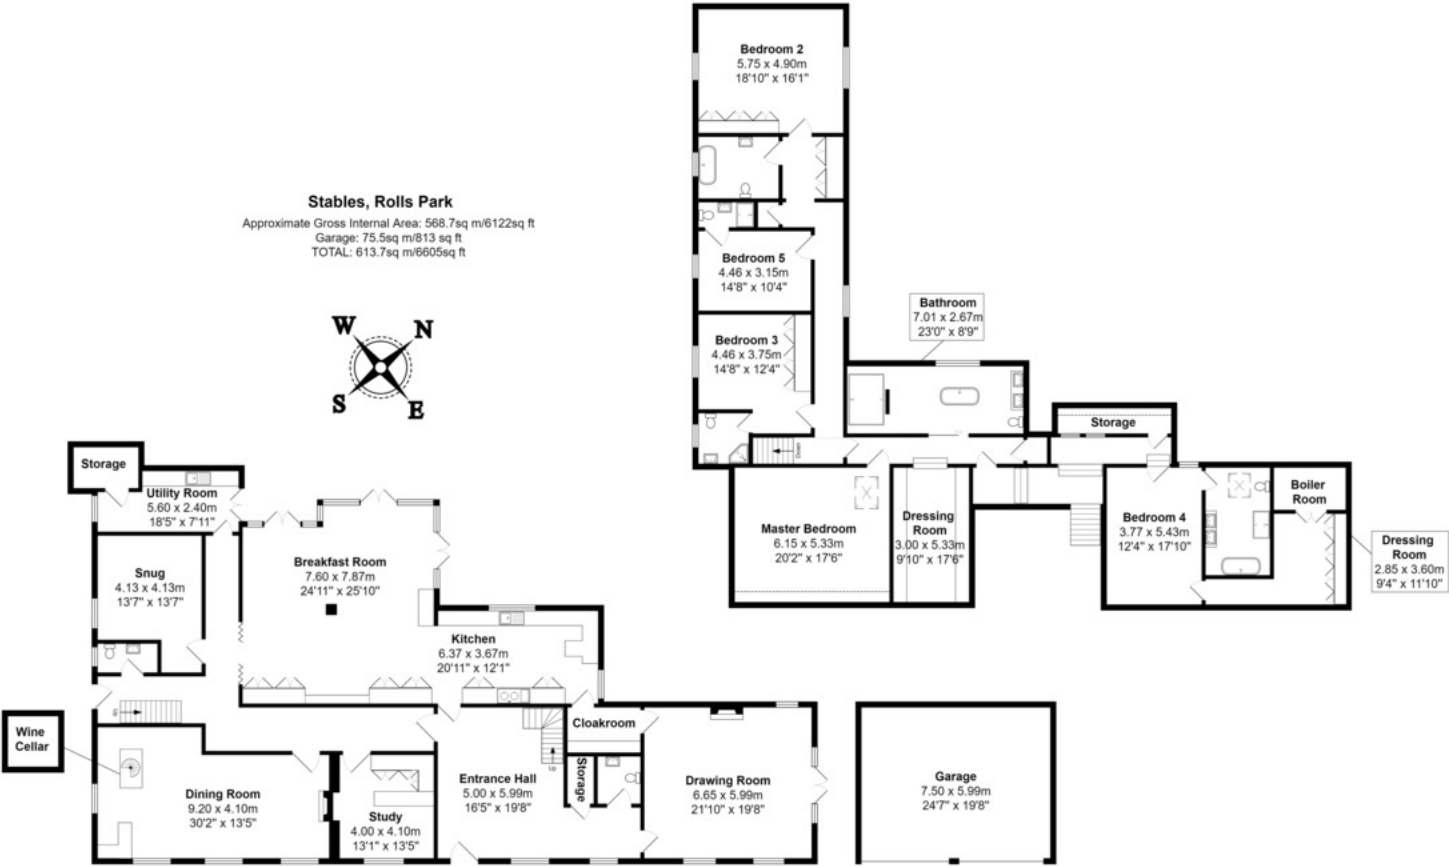 Stables, Rolls Park
Approximate Gross Internal Area: 568.7sq m/6122sq ft
Garage: 75.5sq m/813 sq ft
TOTAL: 613.7sq m/6605sq ft
W
N
S
E
Bedroom 2
5.75 x 4.90m
18'10" x 16'1"
Bedroom 5
4.46 x 3.15m
14'8" x 10'4"
Bedroom 3
4.46 x 3.75m
14'8" x 12'4"
Bathroom
7.01 x 2.67m
23'0" x 8'9"
Down
Storage
Master Bedroom
6.15 x 5.33m
20'2" x 17'6"
Dressing
Room
3.00 x 5.33m
9'10" x 17'6"
Bedroom 4
3.77 x 5.43m
12'4" x 17'10"
Boiler
Room
Dressing
Room
2.85 x 3.60m
9'4" x 11'10"
Storage
Utility Room
5.60 x 2.40m
18'5" x 7'11"
Snug
4.13 x 4.13m
13'7" x 13'7"
Breakfast Room
7.60 x 7.87m
24'11" x 25'10"
Kitchen
6.37 x 3.67m
20'11" x 12'1"
Up
Wine
Cellar
Dining Room
9.20 x 4.10m
30'2" x 13'5"
Study
4.00 x 4.10m
13'1" x 13'5"
Entrance Hall
5.00 x 5.99m
16'5" x 19'8"
Up
Cloakroom
Storage
Drawing Room
6.65 x 5.99m
21'10" x 19'8"
Garage
7.50 x 5.99m
24'7" x 19'8"